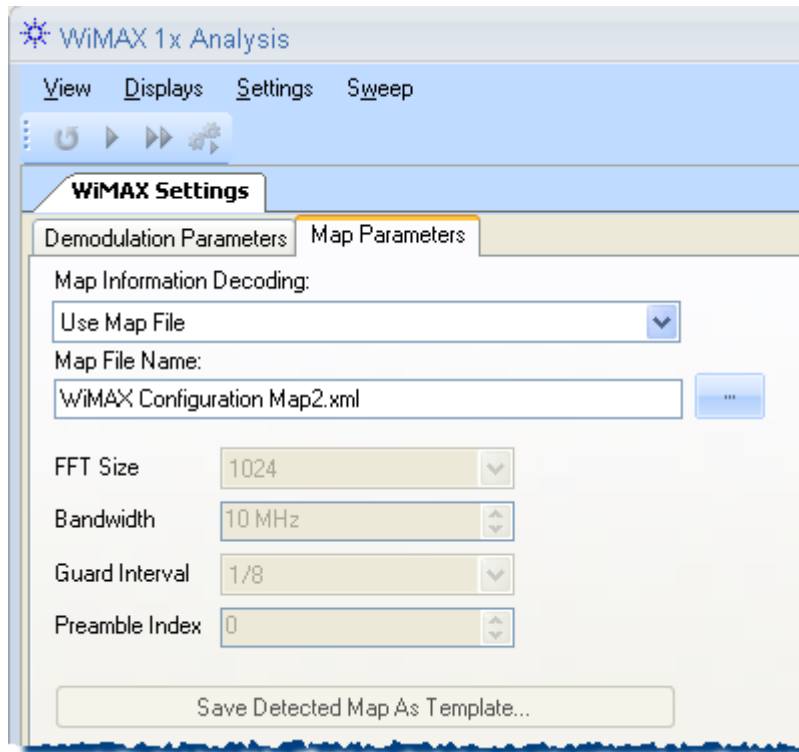 WiMAX 1x Analysis
View Displays Settings Sweep
WiMAX Settings
Demodulation Parameters Map Parameters
Map Information Decoding:
Use Map File
Map File Name:
WiMAX Configuration Map2.xml ...
FFT Size 1024
Bandwidth 10 MHz
Guard Interval 1/8
Preamble Index 0
Save Detected Map As Template...